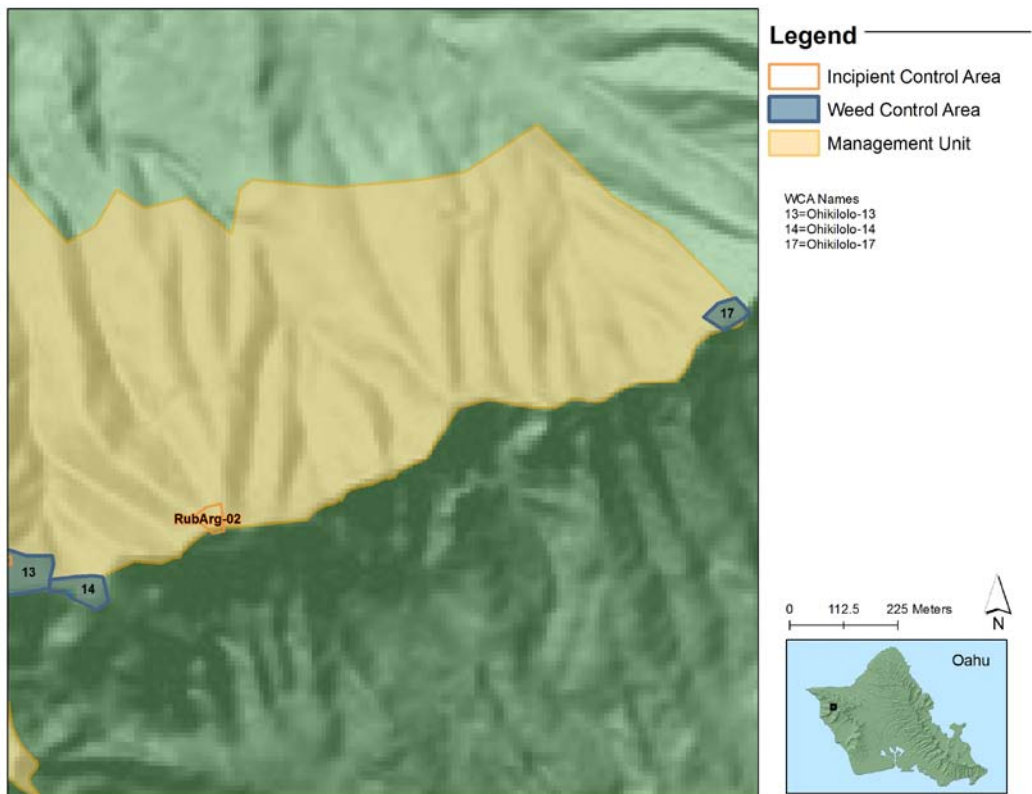 Legend
Incipient Control Area
Weed Control Area
Management Unit
WCA Names
13=Ohikilolo-13
14=Ohikilolo-14
17=Ohikilolo-17
17
RubArg-02
13
14
0 112.5 225 Meters
N
Oahu